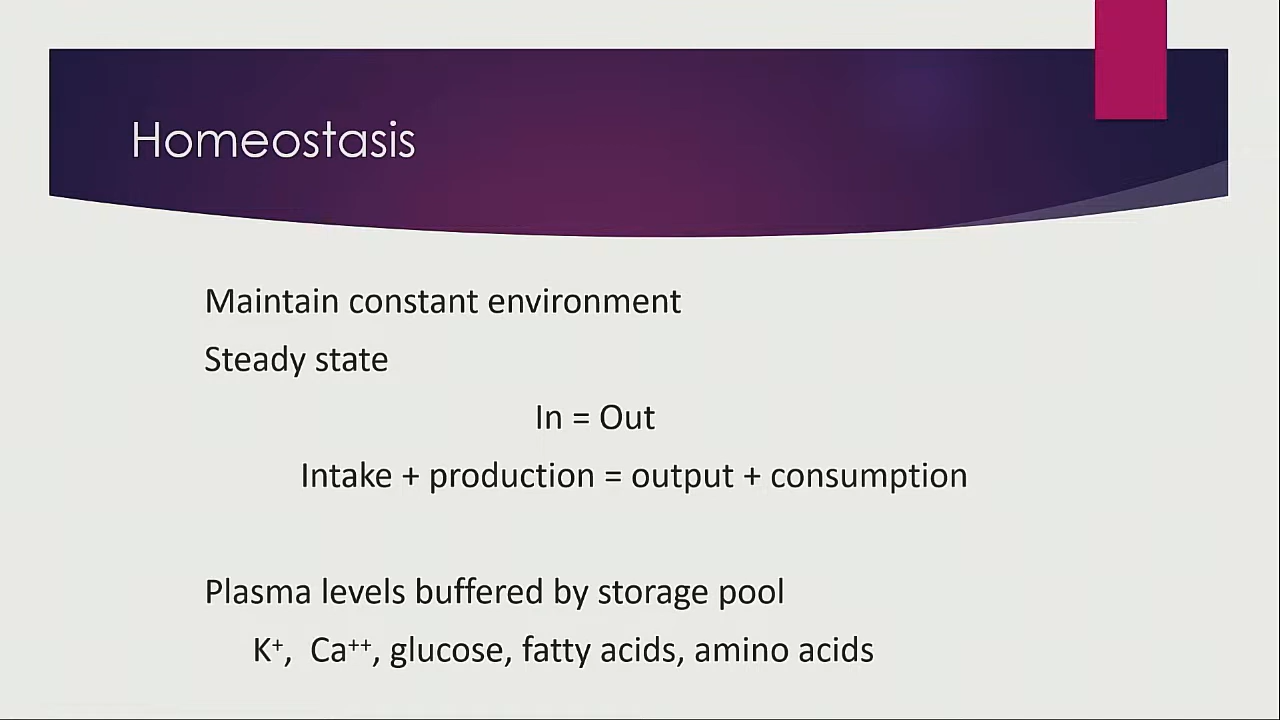 Homeostasis
Maintain constant environment
Steady state
In = Out
Intake + production = output + consumption
Plasma levels buffered by storage pool
K⁺, Ca⁺⁺, glucose, fatty acids, amino acids